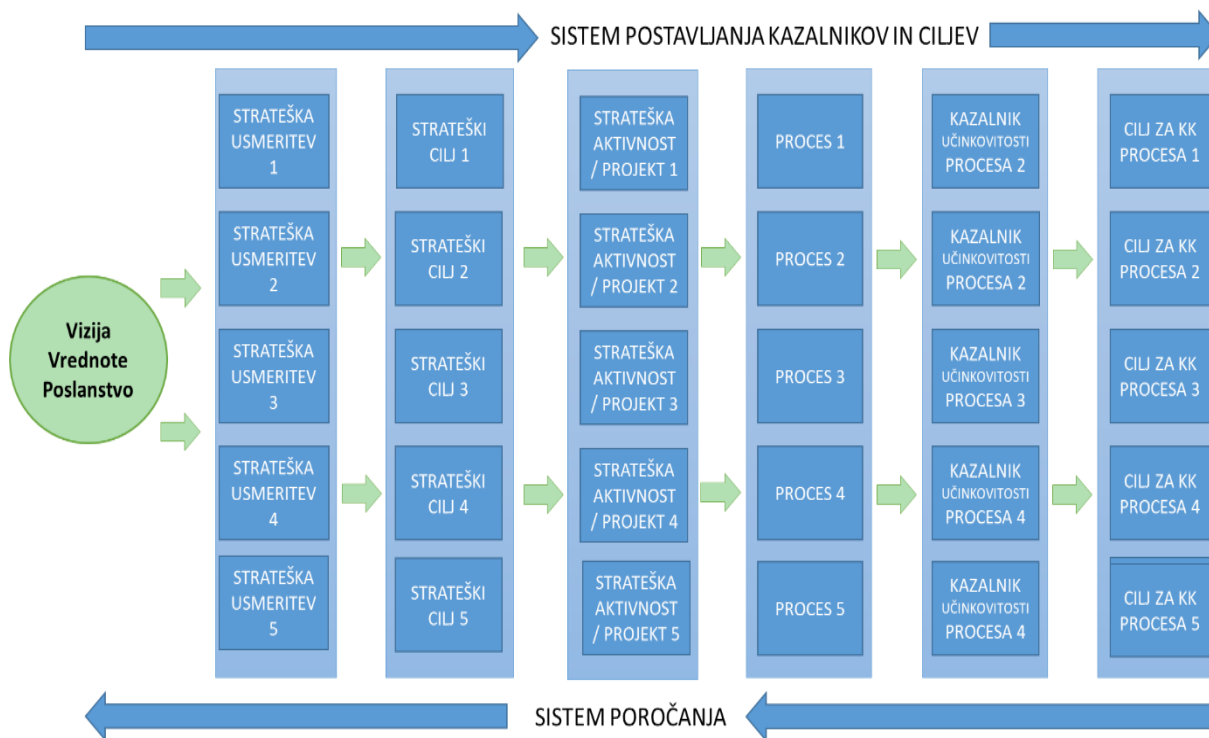 SISTEM POSTAVLJANJA KAZALNIKOV IN CILJEV
Vizija
Vrednote
Poslanstvo
STRATEŠKA
USMERITEV
1
STRATEŠKA
USMERITEV
2
STRATEŠKA
USMERITEV
3
STRATEŠKA
USMERITEV
4
STRATEŠKA
USMERITEV
5
STRATEŠKI
CILJ 1
STRATEŠKI
CILJ 2
STRATEŠKI
CILJ 3
STRATEŠKI
CILJ 4
STRATEŠKI
CILJ 5
STRATEŠKA
AKTIVNOST
/ PROJEKT 1
STRATEŠKA
AKTIVNOST
/ PROJEKT 2
STRATEŠKA
AKTIVNOST
/ PROJEKT 3
STRATEŠKA
AKTIVNOST
/ PROJEKT 4
STRATEŠKA
AKTIVNOST
/ PROJEKT 5
PROCES 1
PROCES 2
PROCES 3
PROCES 4
PROCES 5
KAZALNIK
UČINKOVITOSTI
PROCESA 2
KAZALNIK
UČINKOVITOSTI
PROCESA 2
KAZALNIK
UČINKOVITOSTI
PROCESA 3
KAZALNIK
UČINKOVITOSTI
PROCESA 4
KAZALNIK
UČINKOVITOSTI
PROCESA 4
CILJ ZA KK
PROCESA 1
CILJ ZA KK
PROCESA 2
CILJ ZA KK
PROCESA 3
CILJ ZA KK
PROCESA 4
CILJ ZA KK
PROCESA 5
SISTEM POROČANJA